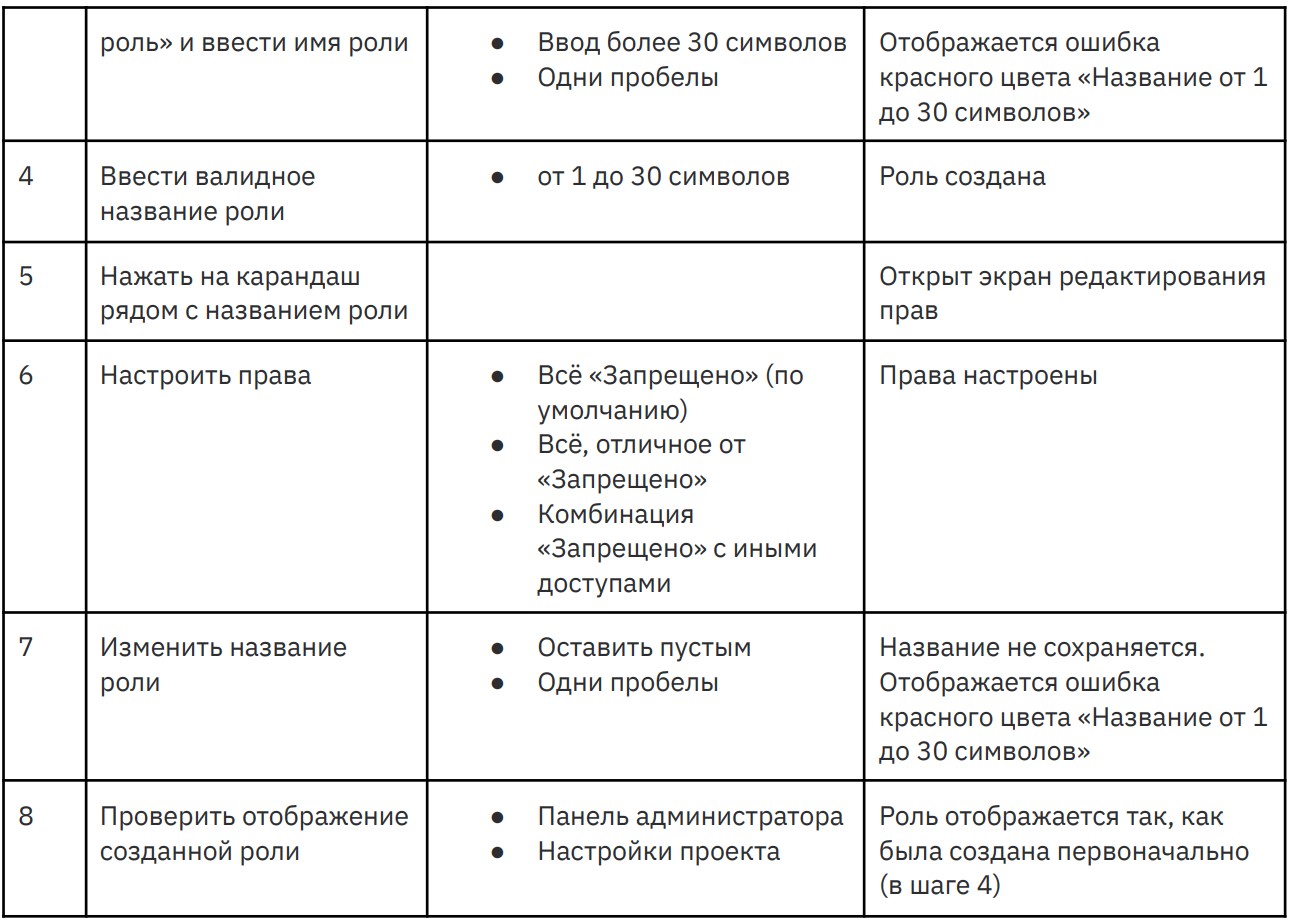 роль» и ввести имя роли
● Ввод более 30 символов
● Одни пробелы
Отображается ошибка
красного цвета «Название от 1
до 30 символов»
4
Ввести валидное
название роли
● от 1 до 30 символов
Роль создана
5
Нажать на карандаш
рядом с названием роли
Открыт экран редактирования
прав
6
Настроить права
● Всё «Запрещено» (по
умолчанию)
● Всё, отличное от
«Запрещено»
● Комбинация
«Запрещено» с иными
доступами
Права настроены
7
Изменить название
роли
● Оставить пустым
● Одни пробелы
Название не сохраняется.
Отображается ошибка
красного цвета «Название от 1
до 30 символов»
8
Проверить отображение
созданной роли
● Панель администратора
● Настройки проекта
Роль отображается так, как
была создана первоначально
(в шаге 4)